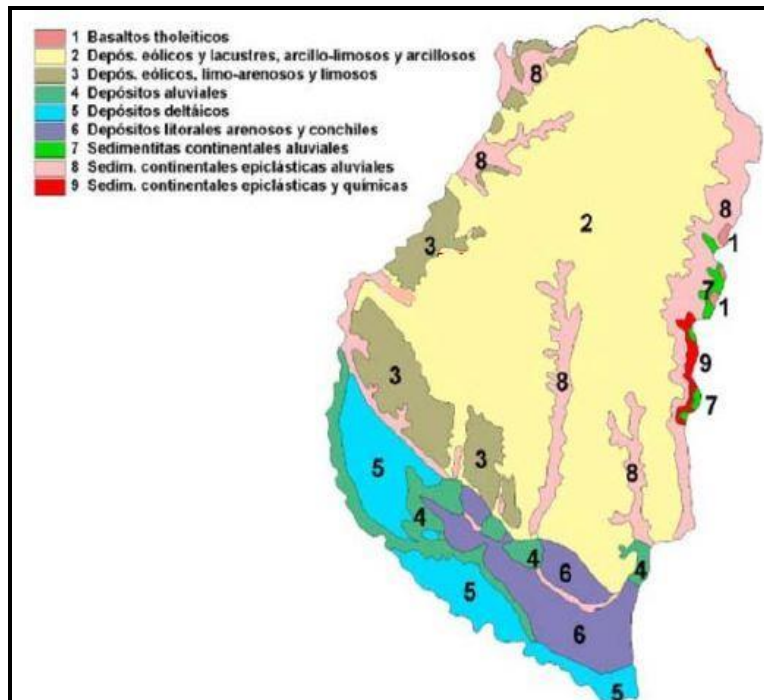 1 Basaltos tholeíticos
2 Depós. eólicos y lacustres, arcillo-limosos y arcillosos
3 Depós. eólicos, limo-arenosos y limosos
4 Depósitos aluviales
5 Depósitos deltáicos
6 Depósitos litorales arenosos y conchiles
7 Sedimentitas continentales aluviales
8 Sedim. continentales epiclásticas aluviales
9 Sedim. continentales epiclásticas y químicas
8
8
8
2
3
1
7
1
9
3
8
7
3
8
5
4
4
6
4
5
6
5